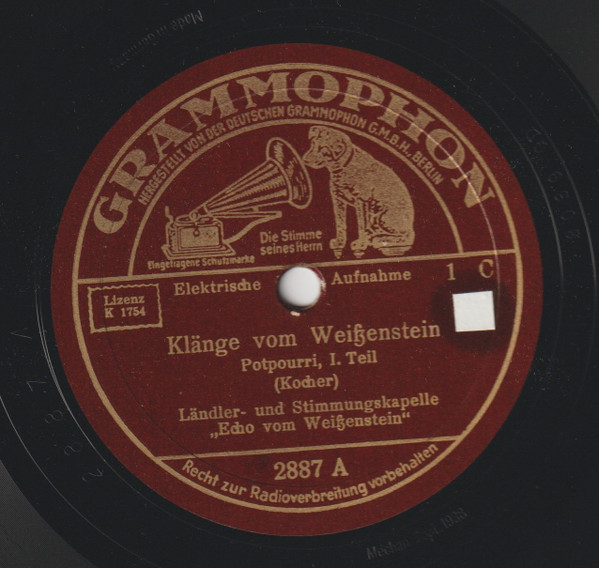 GRAMMOPHON
HERGESTELLT VON DER DEUTSCHEN GRAMMOPHON G.M.B.H., BERLIN
Die Stimme
seines Herrn
Eingetragene Schutzmarke
Elektrische Aufnahme 1 C
Lizenz
K 1754
Klänge vom Weißenstein
Potpourri, I. Teil
(Kocher)
Ländler- und Stimmungskapelle
„Echo vom Weißenstein“
2887 A
Recht zur Radioverbreitung vorbehalten
2887 A